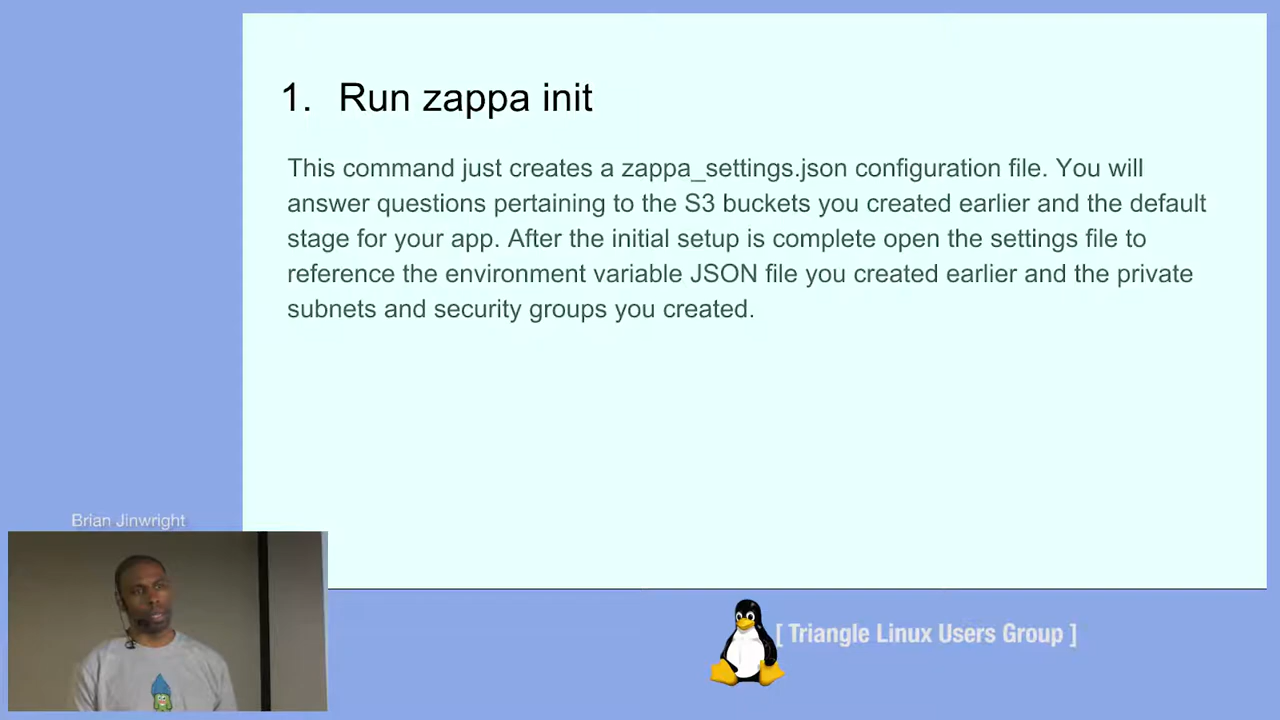 1. Run zappa init
This command just creates a zappa_settings.json configuration file. You will
answer questions pertaining to the S3 buckets you created earlier and the default
stage for your app. After the initial setup is complete open the settings file to
reference the environment variable JSON file you created earlier and the private
subnets and security groups you created.
Brian Jinwright
[ Triangle Linux Users Group ]